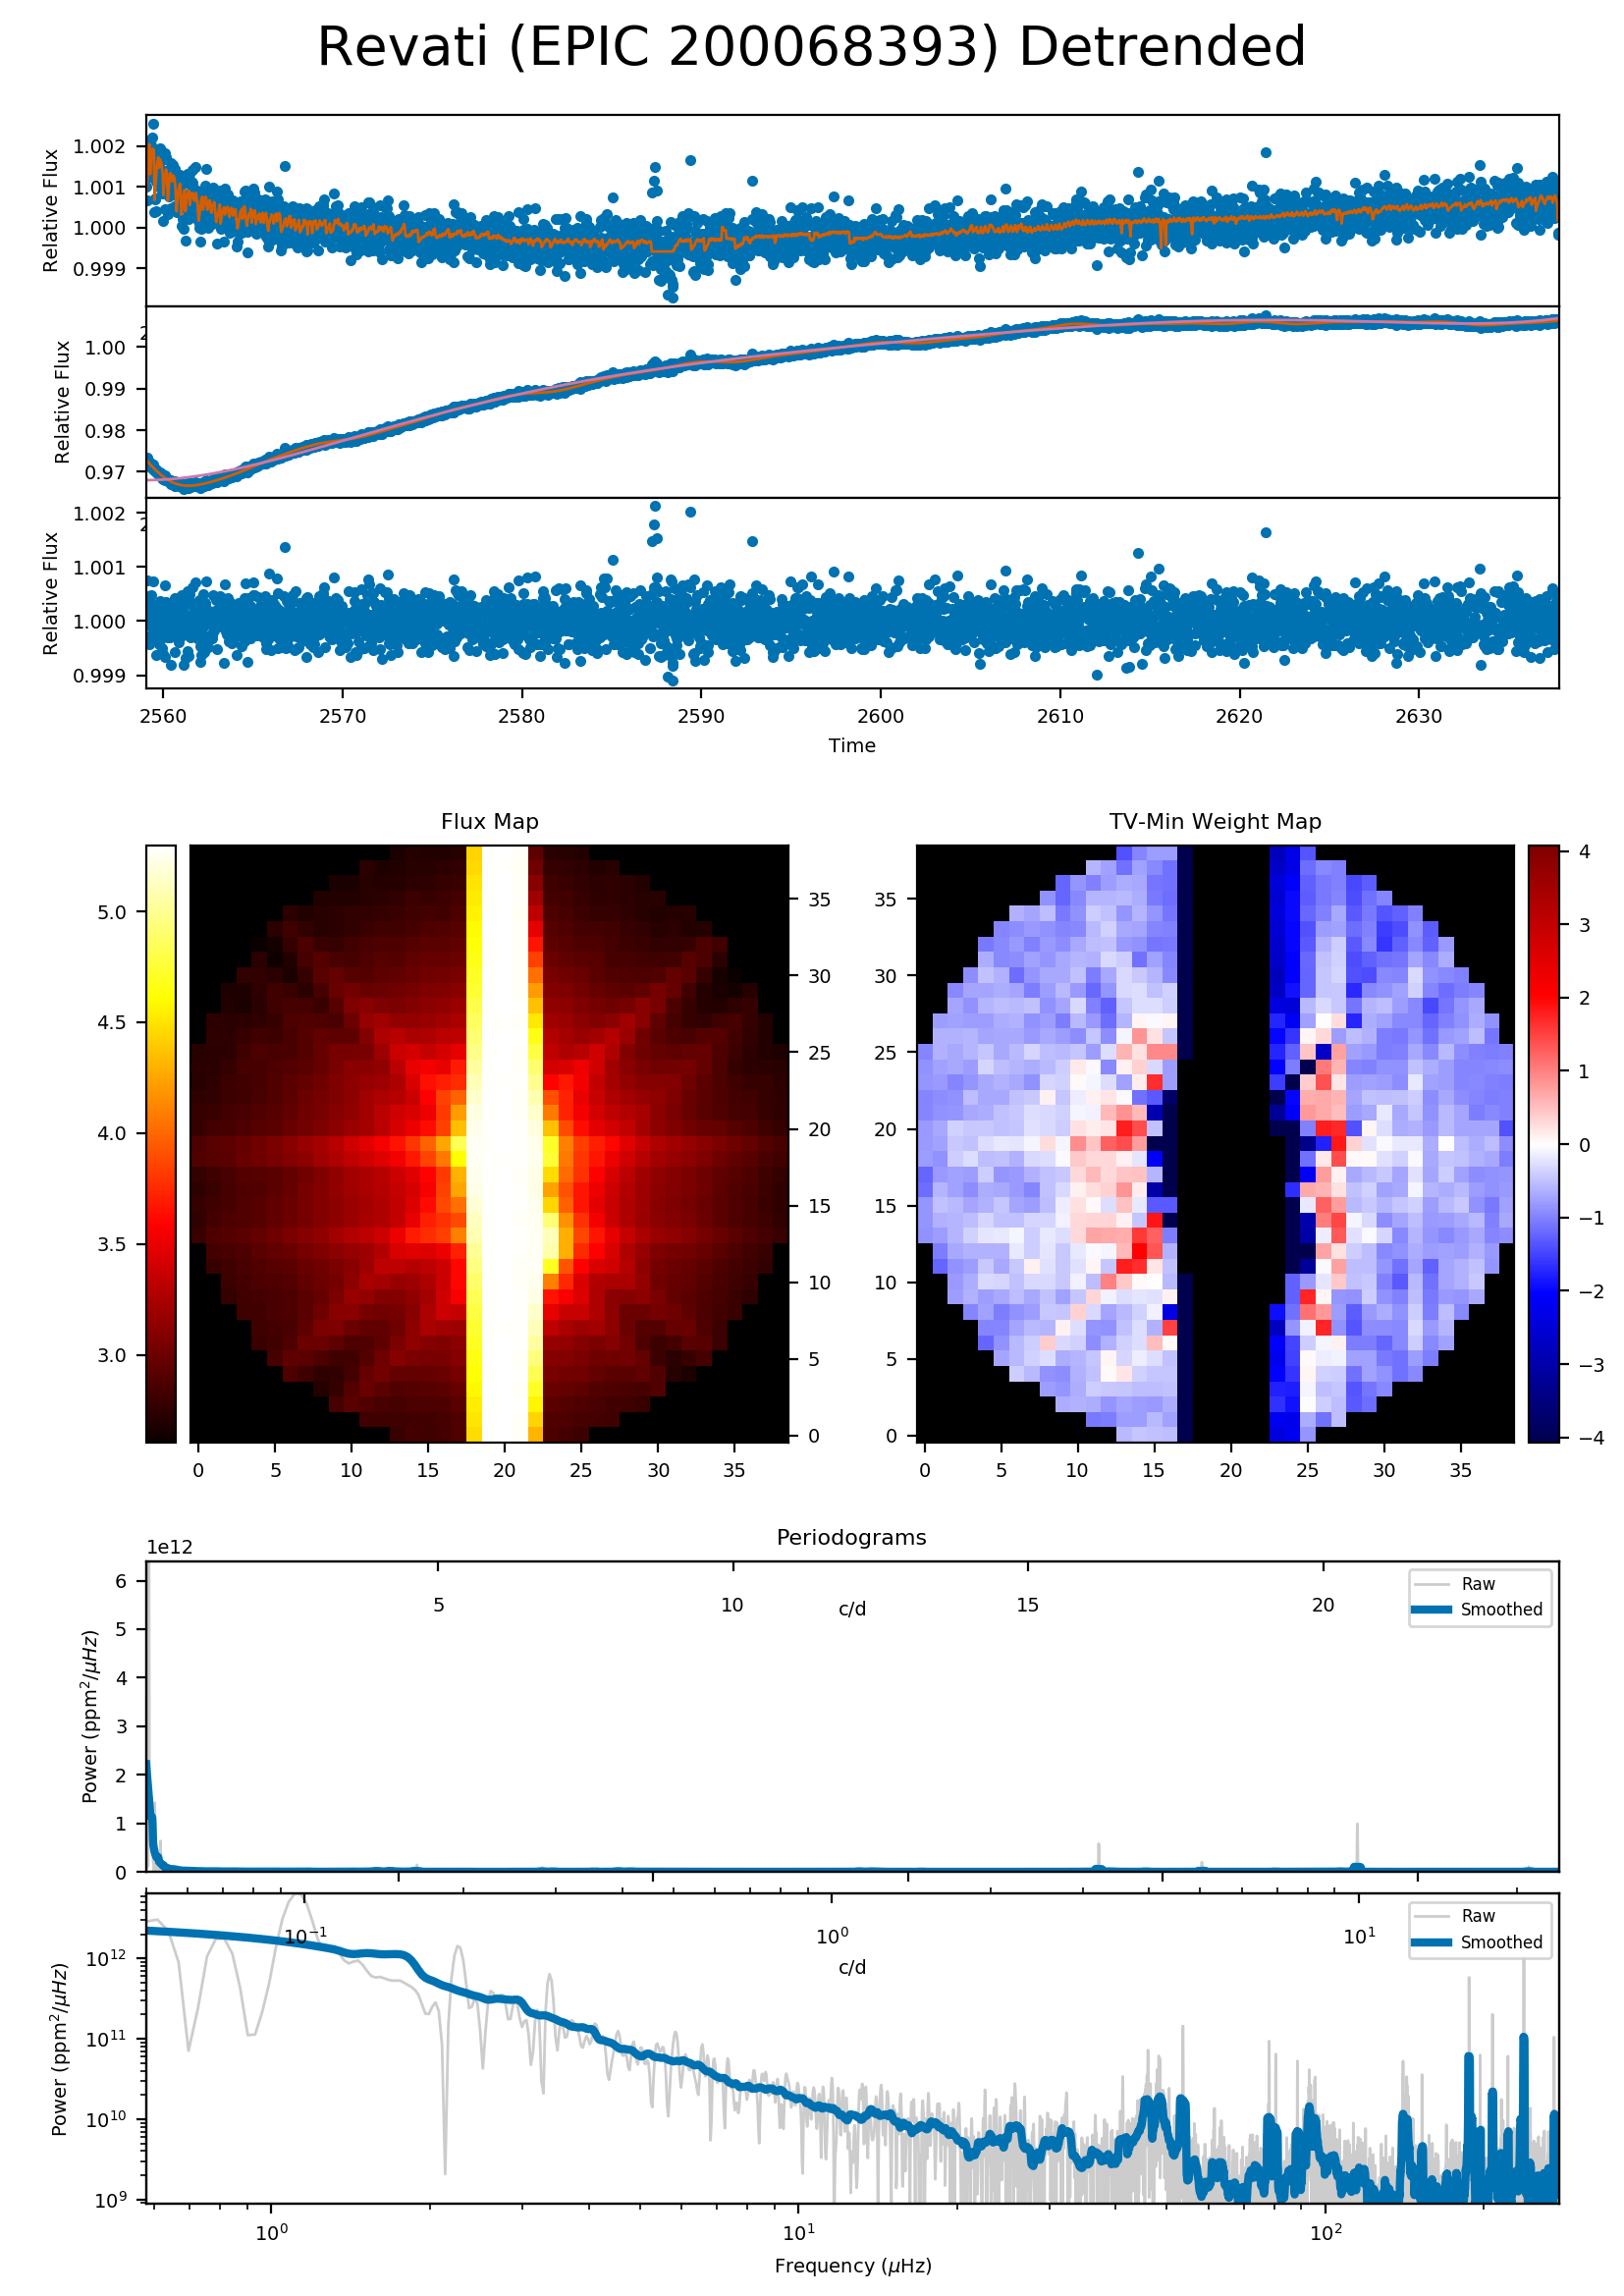 Revati (EPIC 200068393) Detrended
Relative Flux
1.002
1.001
1.000
0.999
Relative Flux
1.00
0.99
0.98
0.97
Relative Flux
1.002
1.001
1.000
0.999
2560 2570 2580 2590 2600 2610 2620 2630
Time
Flux Map
5.0
4.5
4.0
3.5
3.0
35
30
25
20
15
10
5
0
0 5 10 15 20 25 30 35
TV-Min Weight Map
35
30
25
20
15
10
5
0
0 5 10 15 20 25 30 35
4
3
2
1
0
−1
−2
−3
−4
Periodograms
1e12
Power (ppm²/μHz)
6
5
4
3
2
1
0
5 10 15 20
c/d
Raw
Smoothed
Power (ppm²/μHz)
10¹²
10¹¹
10¹⁰
10⁹
10⁻¹ 10⁰ 10¹
c/d
Raw
Smoothed
10⁰ 10¹ 10²
Frequency (μHz)